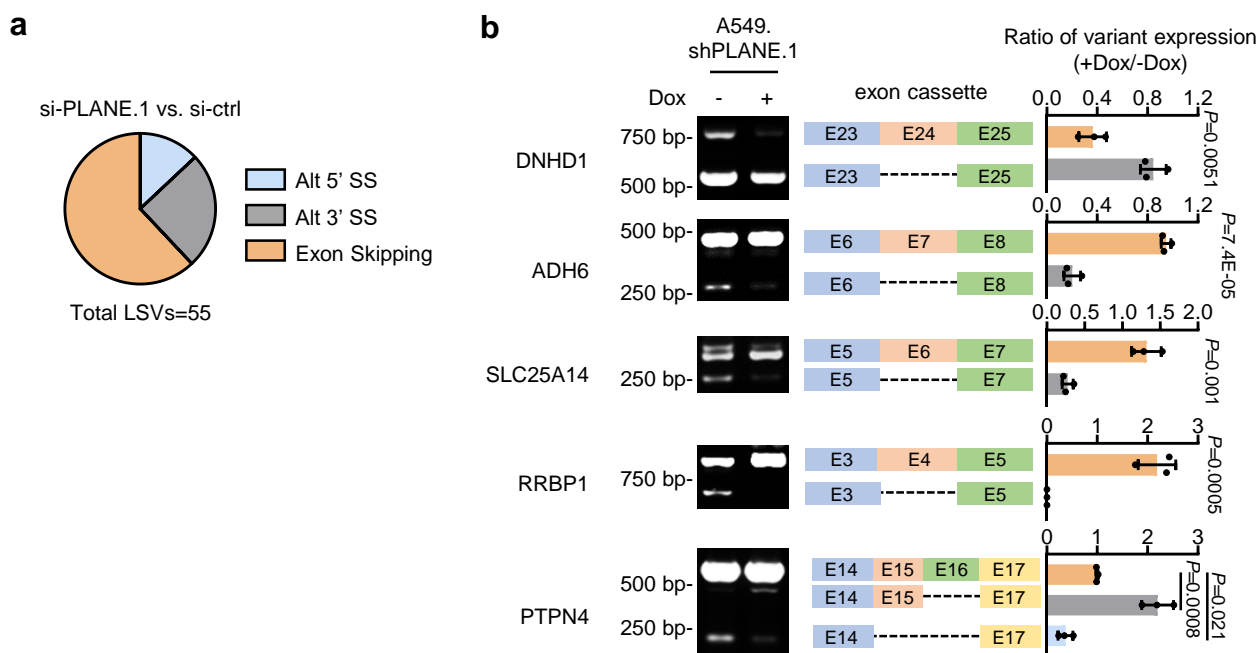 a
si-PLANE.1 vs. si-ctrl
Alt 5' SS
Alt 3' SS
Exon Skipping
Total LSVs=55
b
A549.
shPLANE.1
Dox - +
exon cassette
Ratio of variant expression
(+Dox/-Dox)
0.0 0.4 0.8 1.2
DNHD1
750 bp-
500 bp-
E23 E24 E25
E23 E25
P=0.0051
0.0 0.4 0.8 1.2
ADH6
500 bp-
250 bp-
E6 E7 E8
E6 E8
P=7.4E-05
0.0 0.5 1.0 1.5 2.0
SLC25A14
250 bp-
E5 E6 E7
E5 E7
P=0.001
0 1 2 3
RRBP1
750 bp-
E3 E4 E5
E3 E5
P=0.0005
0 1 2 3
PTPN4
500 bp-
250 bp-
E14 E15 E16 E17
E14 E15 E17
E14 E17
P=0.0008
P=0.021